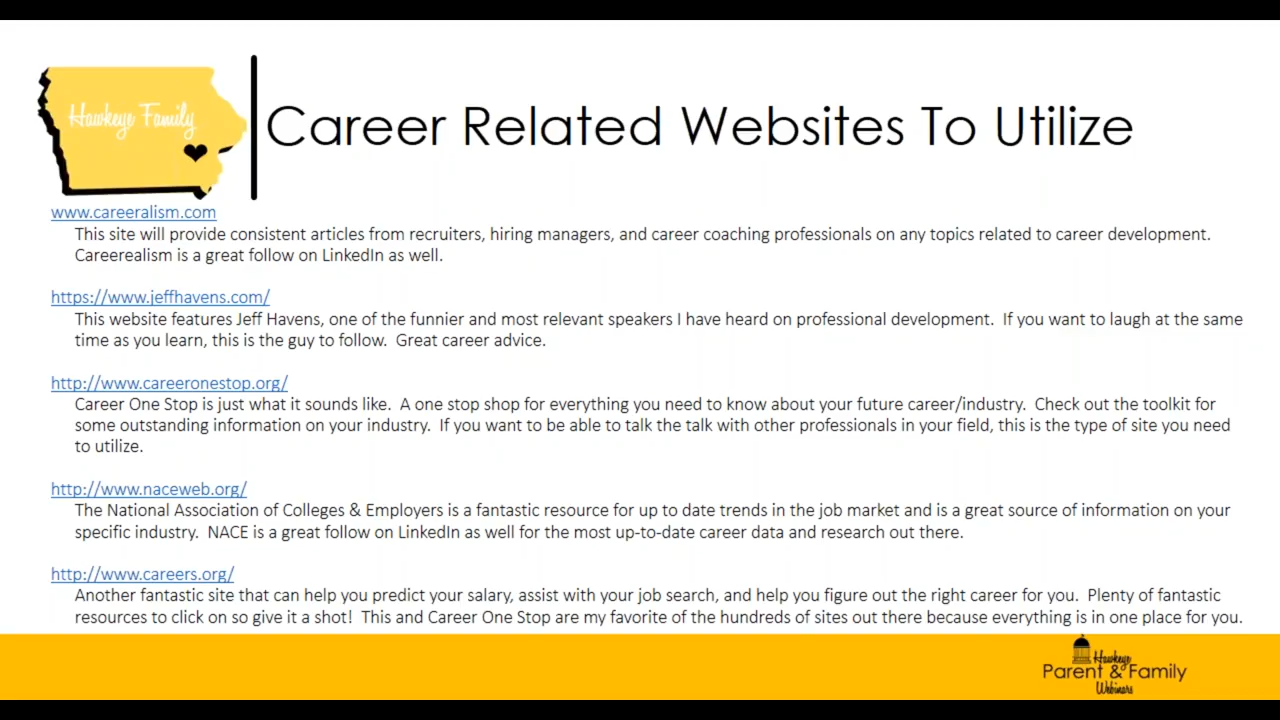 Hawkeye Family
Career Related Websites To Utilize
www.careeralism.com
This site will provide consistent articles from recruiters, hiring managers, and career coaching professionals on any topics related to career development.
Careerealism is a great follow on LinkedIn as well.
https://www.jeffhavens.com/
This website features Jeff Havens, one of the funnier and most relevant speakers I have heard on professional development.  If you want to laugh at the same
time as you learn, this is the guy to follow.  Great career advice.
http://www.careeronestop.org/
Career One Stop is just what it sounds like.  A one stop shop for everything you need to know about your future career/industry.  Check out the toolkit for
some outstanding information on your industry.  If you want to be able to talk the talk with other professionals in your field, this is the type of site you need
to utilize.
http://www.naceweb.org/
The National Association of Colleges & Employers is a fantastic resource for up to date trends in the job market and is a great source of information on your
specific industry.  NACE is a great follow on LinkedIn as well for the most up-to-date career data and research out there.
http://www.careers.org/
Another fantastic site that can help you predict your salary, assist with your job search, and help you figure out the right career for you.  Plenty of fantastic
resources to click on so give it a shot!  This and Career One Stop are my favorite of the hundreds of sites out there because everything is in one place for you.
Hawkeye
Parent & Family
Webinars